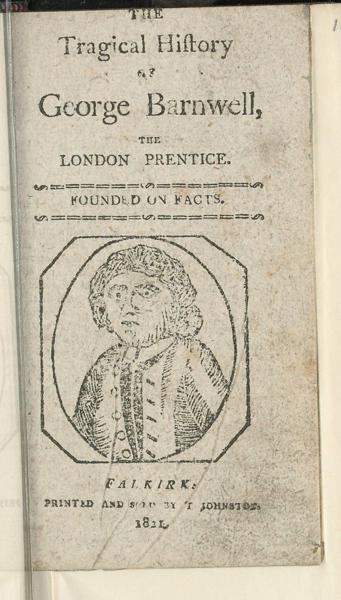 THE
Tragical Hiſtory
OF
George Barnwell,
THE
LONDON PRENTICE.
FOUNDED ON FACTS.
FALKIRK:
PRINTED AND SOLD BY T JOHNSTON.
1821.